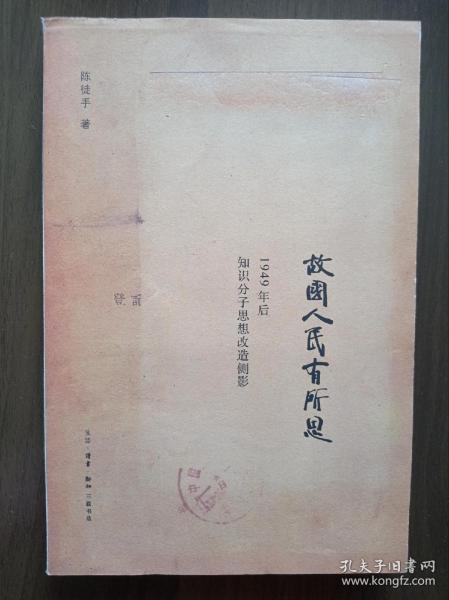 故國人民有所思
1949年后
知识分子思想改造侧影
陈徒手 著
生活·讀書·新知 三联书店
孔夫子旧书网
www.kongfz.com